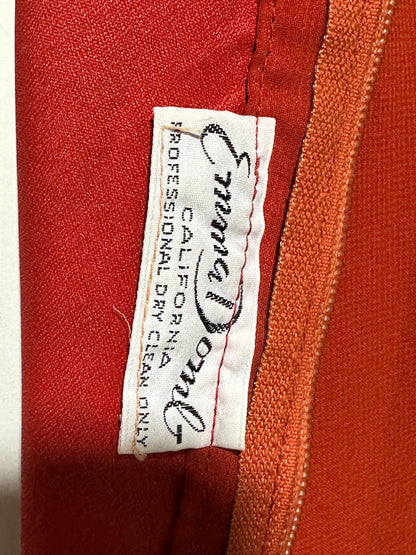 Emma Domb
CALIFORNIA
PROFESSIONAL DRY CLEAN ONLY